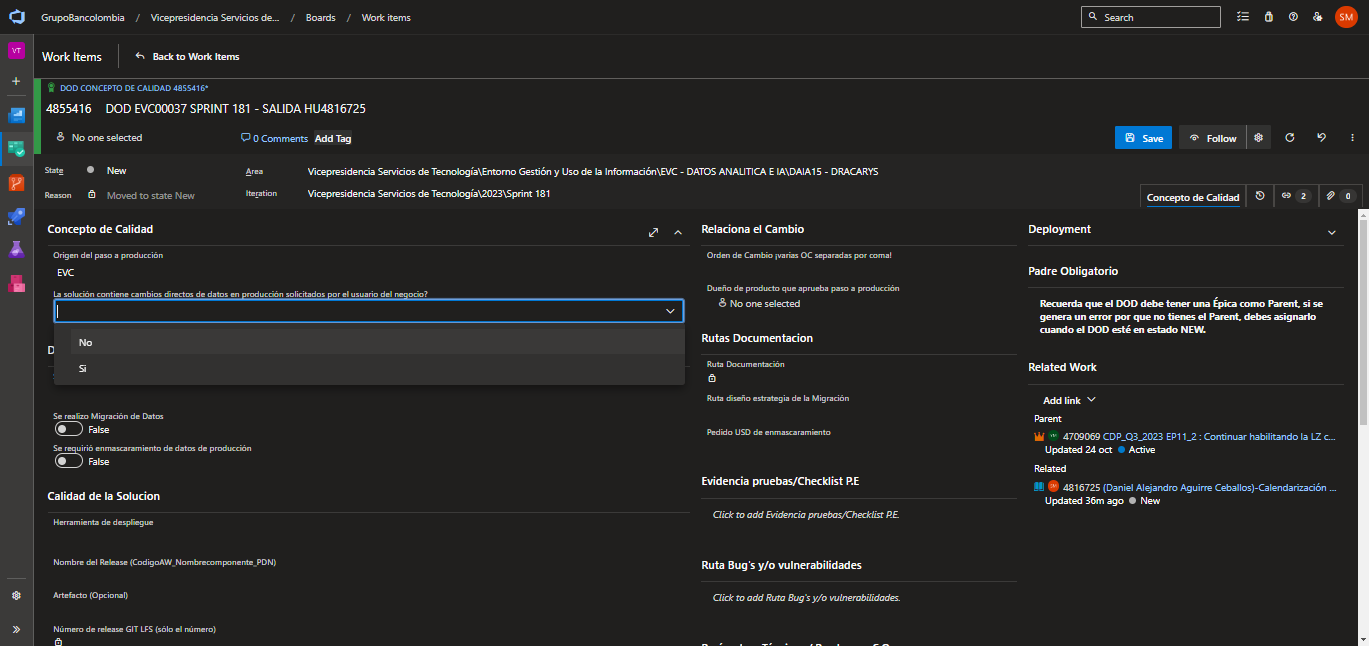 GrupoBancolombia / Vicepresidencia Servicios de... / Boards / Work items
Search
SM
VT
Work Items
Back to Work Items
DOD CONCEPTO DE CALIDAD 4855416*
4855416 DOD EVC00037 SPRINT 181 - SALIDA HU4816725
No one selected
0 Comments
Add Tag
Save
Follow
State
New
Area
Vicepresidencia Servicios de Tecnología\Entorno Gestión y Uso de la Información\EVC - DATOS ANALITICA E IA\DAIA15 - DRACARYS
Reason
Moved to state New
Iteration
Vicepresidencia Servicios de Tecnología\2023\Sprint 181
Concepto de Calidad
2
0
Concepto de Calidad
Origen del paso a producción
EVC
La solución contiene cambios directos de datos en producción solicitados por el usuario del negocio?
No
Si
D
Se realizo Migración de Datos
False
Se requirió enmascaramiento de datos de producción
False
Calidad de la Solucion
Herramienta de despliegue
Nombre del Release (CodigoAW_Nombrecomponente_PDN)
Artefacto (Opcional)
Número de release GIT LFS (sólo el número)
Relaciona el Cambio
Orden de Cambio ¡varias OC separadas por coma!
Dueño de producto que aprueba paso a producción
No one selected
Rutas Documentacion
Ruta Documentación
Ruta diseño estrategia de la Migración
Pedido USD de enmascaramiento
Evidencia pruebas/Checklist P.E
Click to add Evidencia pruebas/Checklist P.E.
Ruta Bug's y/o vulnerabilidades
Click to add Ruta Bug's y/o vulnerabilidades.
Deployment
Padre Obligatorio
Recuerda que el DOD debe tener una Épica como Parent, si se
genera un error por que no tienes el Parent, debes asignarlo
cuando el DOD esté en estado NEW.
Related Work
Add link
Parent
4709069 CDP_Q3_2023 EP11_2 : Continuar habilitando la LZ c...
Updated 24 oct Active
Related
SM
4816725 (Daniel Alejandro Aguirre Ceballos)-Calendarización ...
Updated 36m ago New